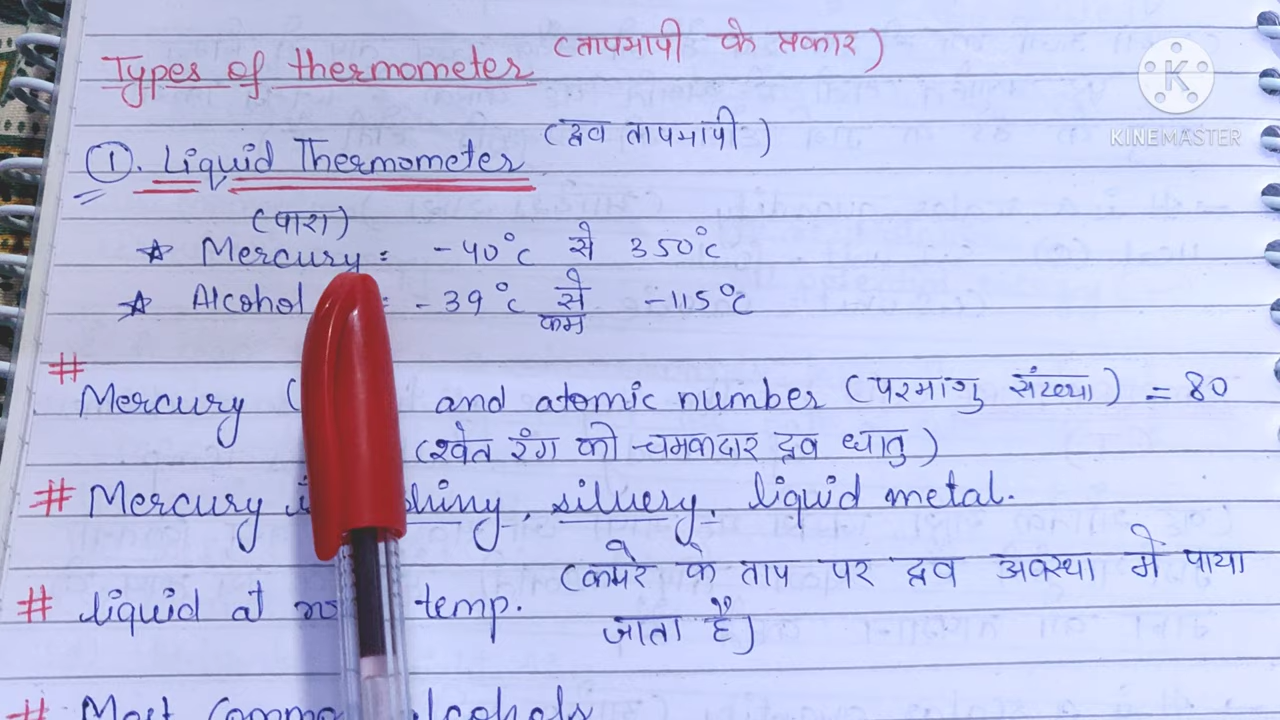 Types of thermometer (तापमापी के प्रकार)
K
KINEMASTER
①. Liquid Thermometer (द्रव तापमापी)
(पारा)
☆ Mercury = -40°C से 350°C
☆ Alcohol = -39°C से -115°C
कम
#
Mercury ( and atomic number (परमाणु संख्या) = 80
(श्वेत रंग की चमकदार द्रव धातु)
# Mercury shiny, silvery, liquid metal.
(कमरे के ताप पर द्रव अवस्था में पाया
# liquid at temp. जाता है)
# Most